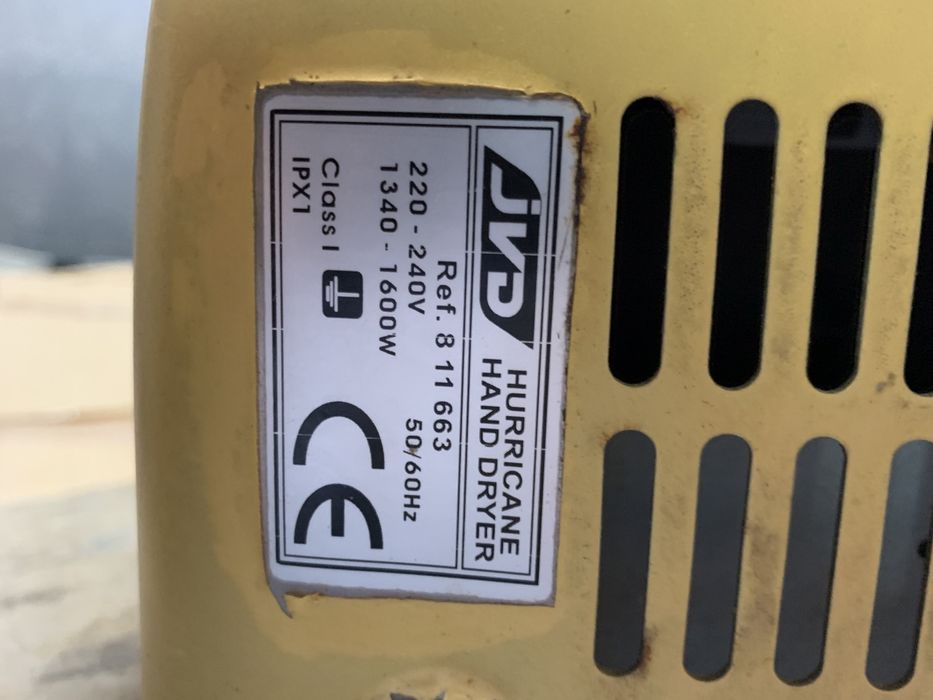 JVD
HURRICANE
HAND DRYER
Ref. 8 11 663
220 - 240V 50/60Hz
1340 - 1600W
Class I
IPX1
CE